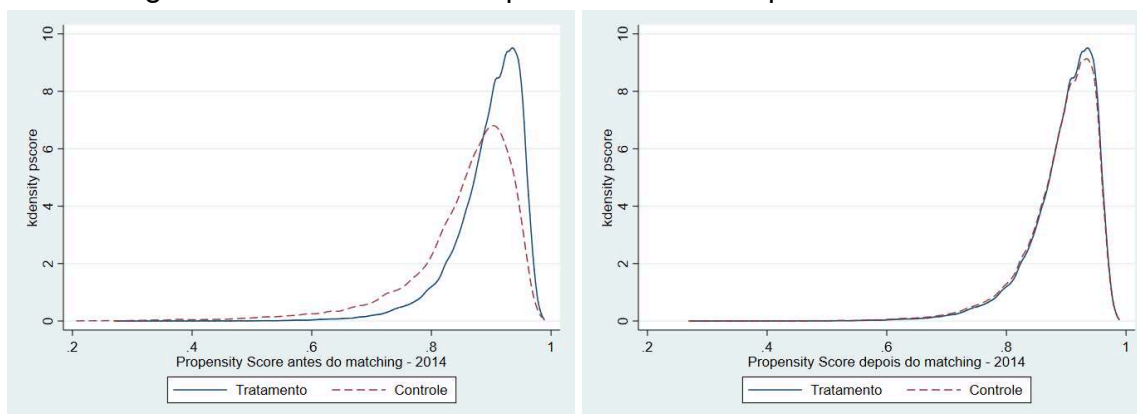 kdensity pscore
10
8
6
4
2
0
.2
.4
.6
.8
1
Propensity Score antes do matching - 2014
Tratamento
Controle
kdensity pscore
10
8
6
4
2
0
.2
.4
.6
.8
1
Propensity Score depois do matching - 2014
Tratamento
Controle